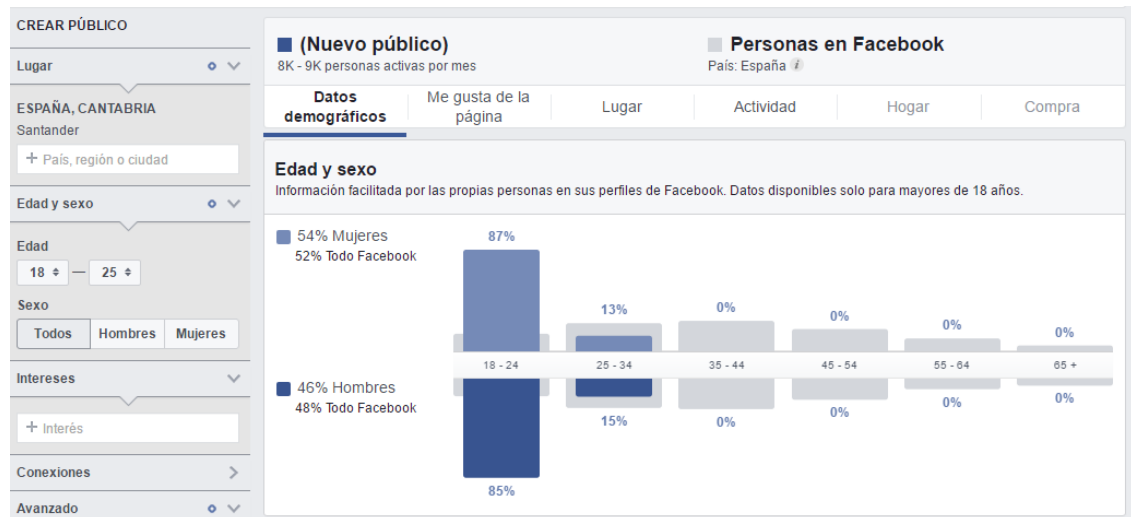 CREAR PÚBLICO
Lugar
ESPAÑA, CANTABRIA
Santander
+ País, región o ciudad
Edad y sexo
Edad
18 — 25
Sexo
Todos Hombres Mujeres
Intereses
+ Interés
Conexiones
Avanzado
(Nuevo público)
8K - 9K personas activas por mes
Personas en Facebook
País: España i
Datos demográficos
Me gusta de la página
Lugar
Actividad
Hogar
Compra
Edad y sexo
Información facilitada por las propias personas en sus perfiles de Facebook. Datos disponibles solo para mayores de 18 años.
54% Mujeres
52% Todo Facebook
87% 13% 0% 0% 0% 0%
18 - 24 25 - 34 35 - 44 45 - 54 55 - 64 65 +
46% Hombres
48% Todo Facebook
85% 15% 0% 0% 0% 0%